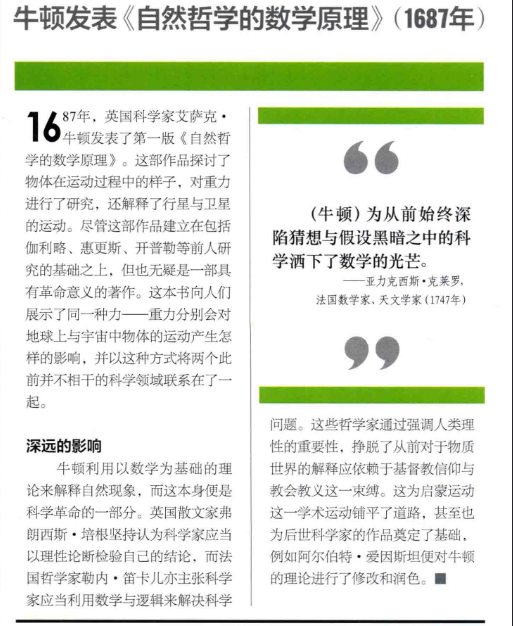 牛顿发表《自然哲学的数学原理》(1687年)
1687年，英国科学家艾萨克·
牛顿发表了第一版《自然哲
学的数学原理》。这部作品探讨了
物体在运动过程中的样子，对重力
进行了研究，还解释了行星与卫星
的运动。尽管这部作品建立在包括
伽利略、惠更斯、开普勒等前人研
究的基础之上，但也无疑是一部具
有革命意义的著作。这本书向人们
展示了同一种力——重力分别会对
地球上与宇宙中物体的运动产生怎
样的影响，并以这种方式将两个此
前并不相干的科学领域联系在了一
起。
深远的影响
牛顿利用以数学为基础的理
论来解释自然现象，而这本身便是
科学革命的一部分。英国散文家弗
朗西斯·培根坚持认为科学家应当
以理性论断检验自己的结论，而法
国哲学家勒内·笛卡儿亦主张科学
家应当利用数学与逻辑来解决科学
“
(牛顿)为从前始终深
陷猜想与假设黑暗之中的科
学洒下了数学的光芒。
——亚力克西斯·克莱罗，
法国数学家、天文学家(1747年)
”
问题。这些哲学家通过强调人类理
性的重要性，挣脱了从前对于物质
世界的解释应依赖于基督教信仰与
教会教义这一束缚。这为启蒙运动
这一学术运动铺平了道路，甚至也
为后世科学家的作品奠定了基础，
例如阿尔伯特·爱因斯坦便对牛顿
的理论进行了修改和润色。